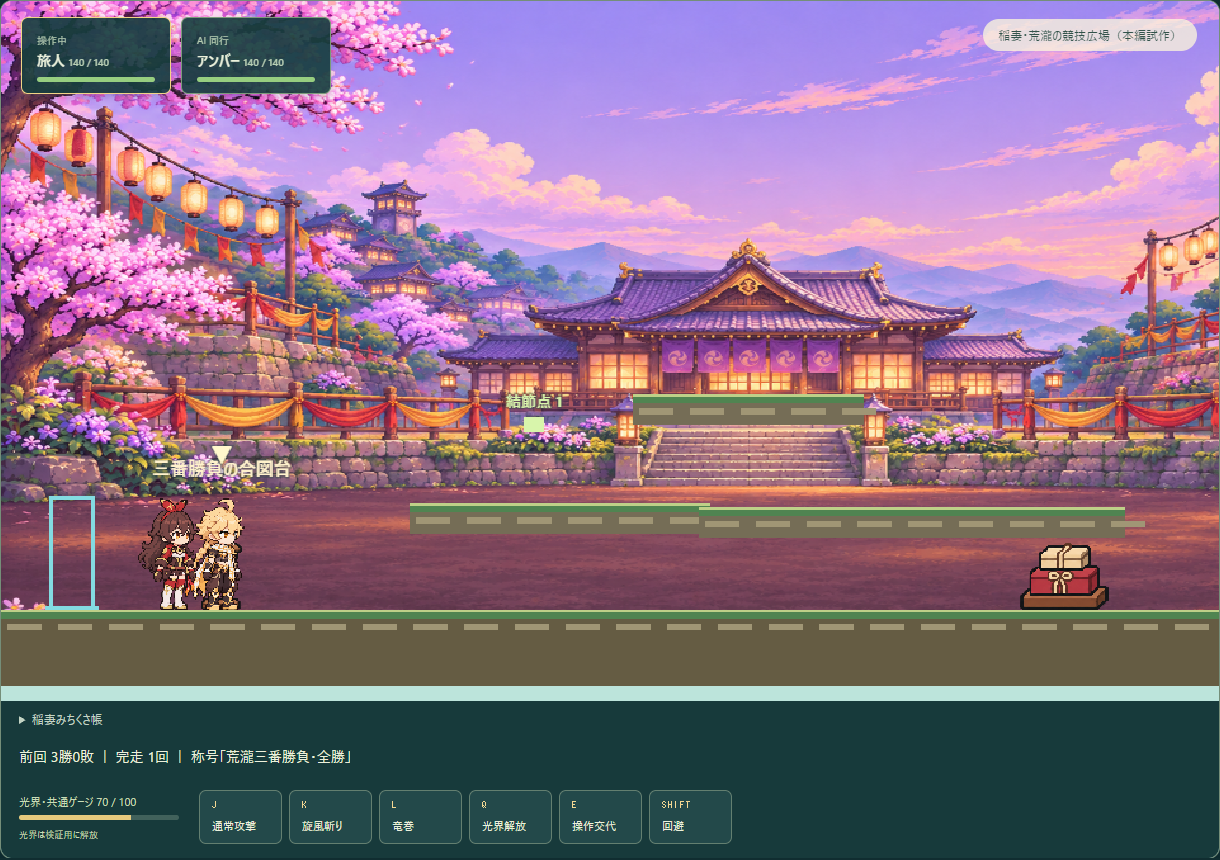 操作中
旅人 140 / 140
AI 同行
アンバー 140 / 140
稲妻・荒瀧の競技広場（本編試作）
結節点 1
三番勝負の合図台
▶ 稲妻みちくさ帳
前回 3勝0敗 ｜ 完走 1回 ｜ 称号「荒瀧三番勝負・全勝」
光界・共通ゲージ 70 / 100
光界は検証用に解放
J
通常攻撃
K
旋風斬り
L
竜巻
Q
光界解放
E
操作交代
SHIFT
回避